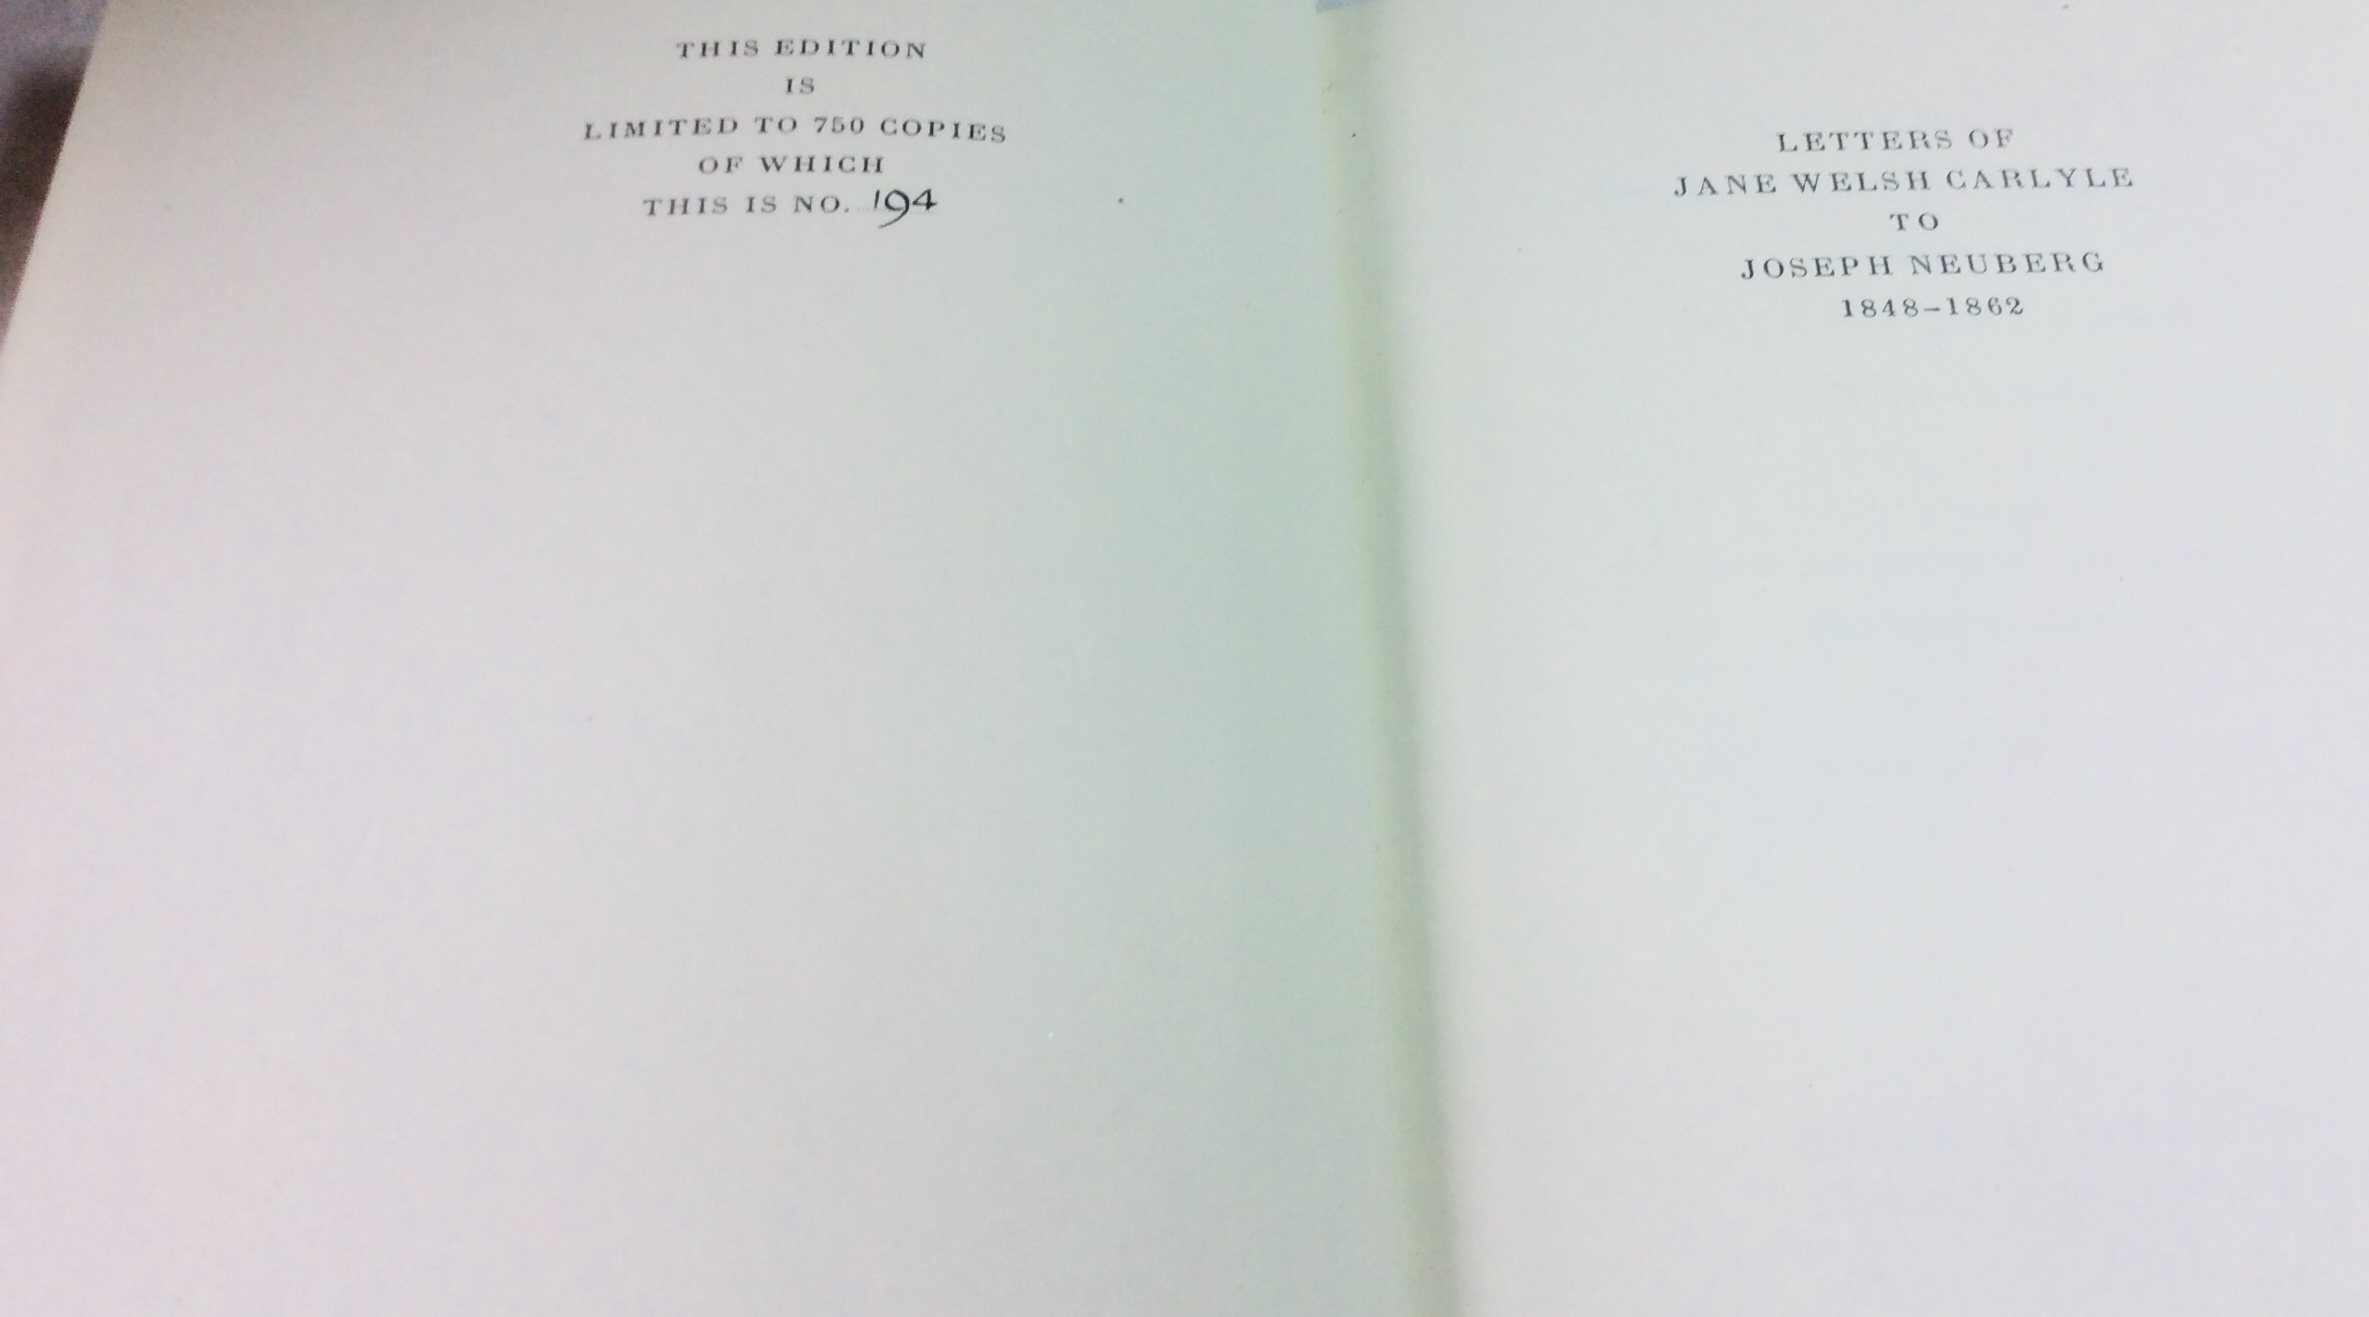 THIS EDITION
IS
LIMITED TO 750 COPIES
OF WHICH
THIS IS NO. 194
LETTERS OF
JANE WELSH CARLYLE
TO
JOSEPH NEUBERG
1848–1862